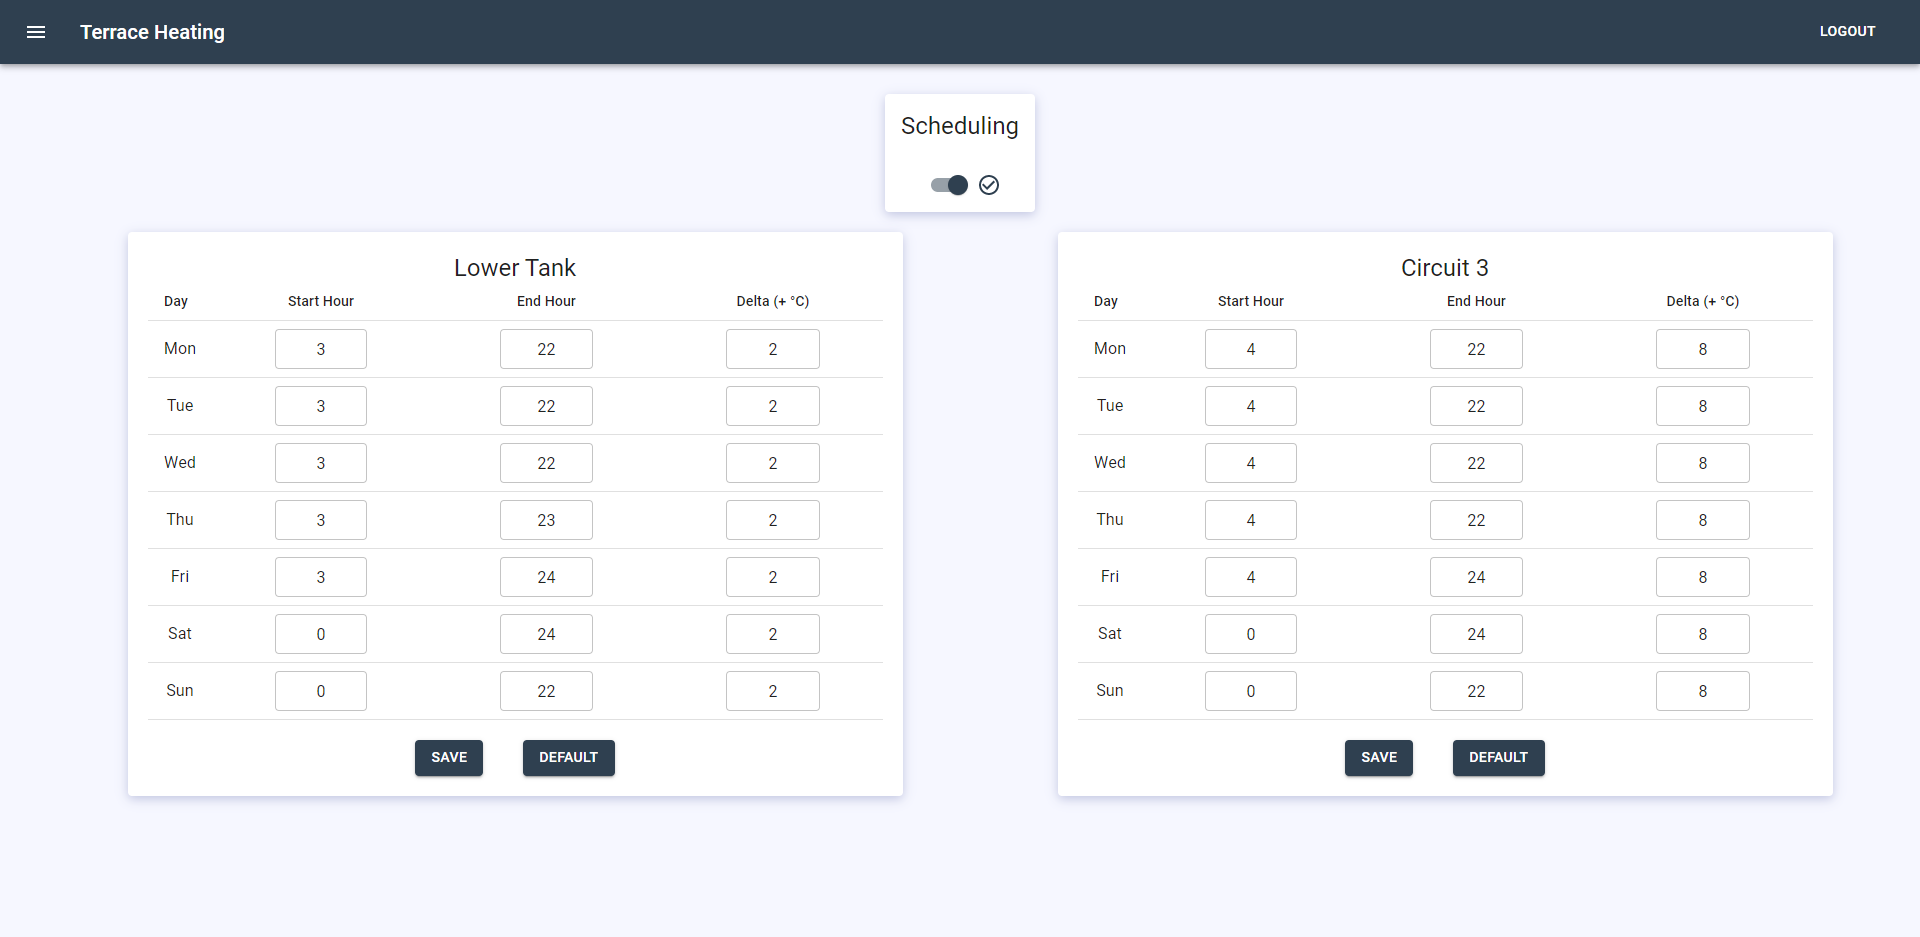 Terrace Heating
LOGOUT
Scheduling
Lower Tank
Day Start Hour End Hour Delta (+ °C)
Mon 3 22 2
Tue 3 22 2
Wed 3 22 2
Thu 3 23 2
Fri 3 24 2
Sat 0 24 2
Sun 0 22 2
SAVE DEFAULT
Circuit 3
Day Start Hour End Hour Delta (+ °C)
Mon 4 22 8
Tue 4 22 8
Wed 4 22 8
Thu 4 22 8
Fri 4 24 8
Sat 0 24 8
Sun 0 22 8
SAVE DEFAULT